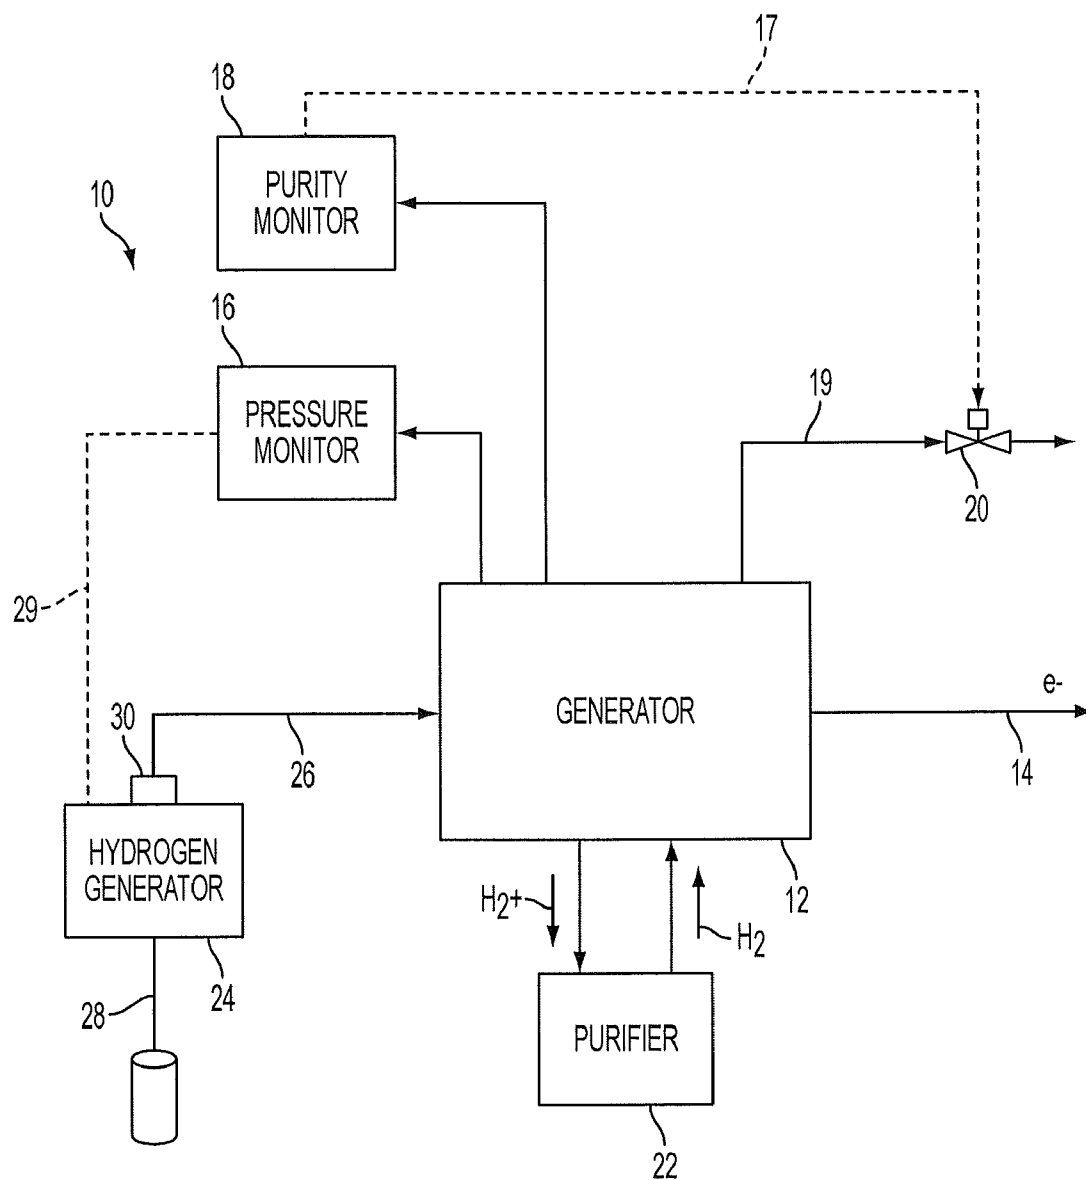 17
18
PURITY
MONITOR
10
16
PRESSURE
MONITOR
19
20
29
GENERATOR
e-
30
26
14
HYDROGEN
GENERATOR
H2+
H2
12
28
24
PURIFIER
22